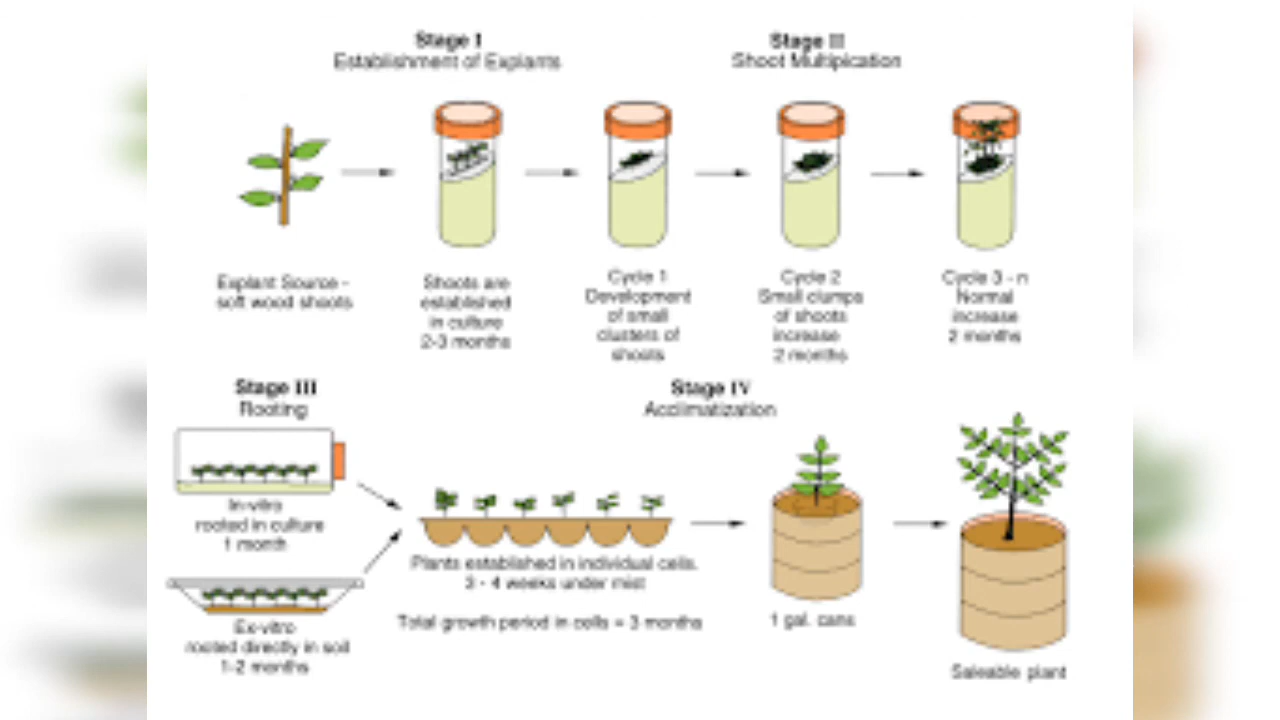 Stage I
Establishment of Explants
Stage II
Shoot Multipication
Explant Source -
soft wood shoots
Shoots are
established
in culture
2-3 months
Cycle 1
Development
of small
clusters of
shoots
Cycle 2
Small clumps
of shoots
increase
2 months
Cycle 3 - n
Normal
increase
2 months
Stage III
Rooting
In-vitro
rooted in culture
1 month
Ex-vitro
rooted directly in soil
1-2 months
Stage IV
Acclimatization
Plants established in individual cells.
3 - 4 weeks under mist
Total growth period in cells = 3 months
1 gal. cans
Saleable plant